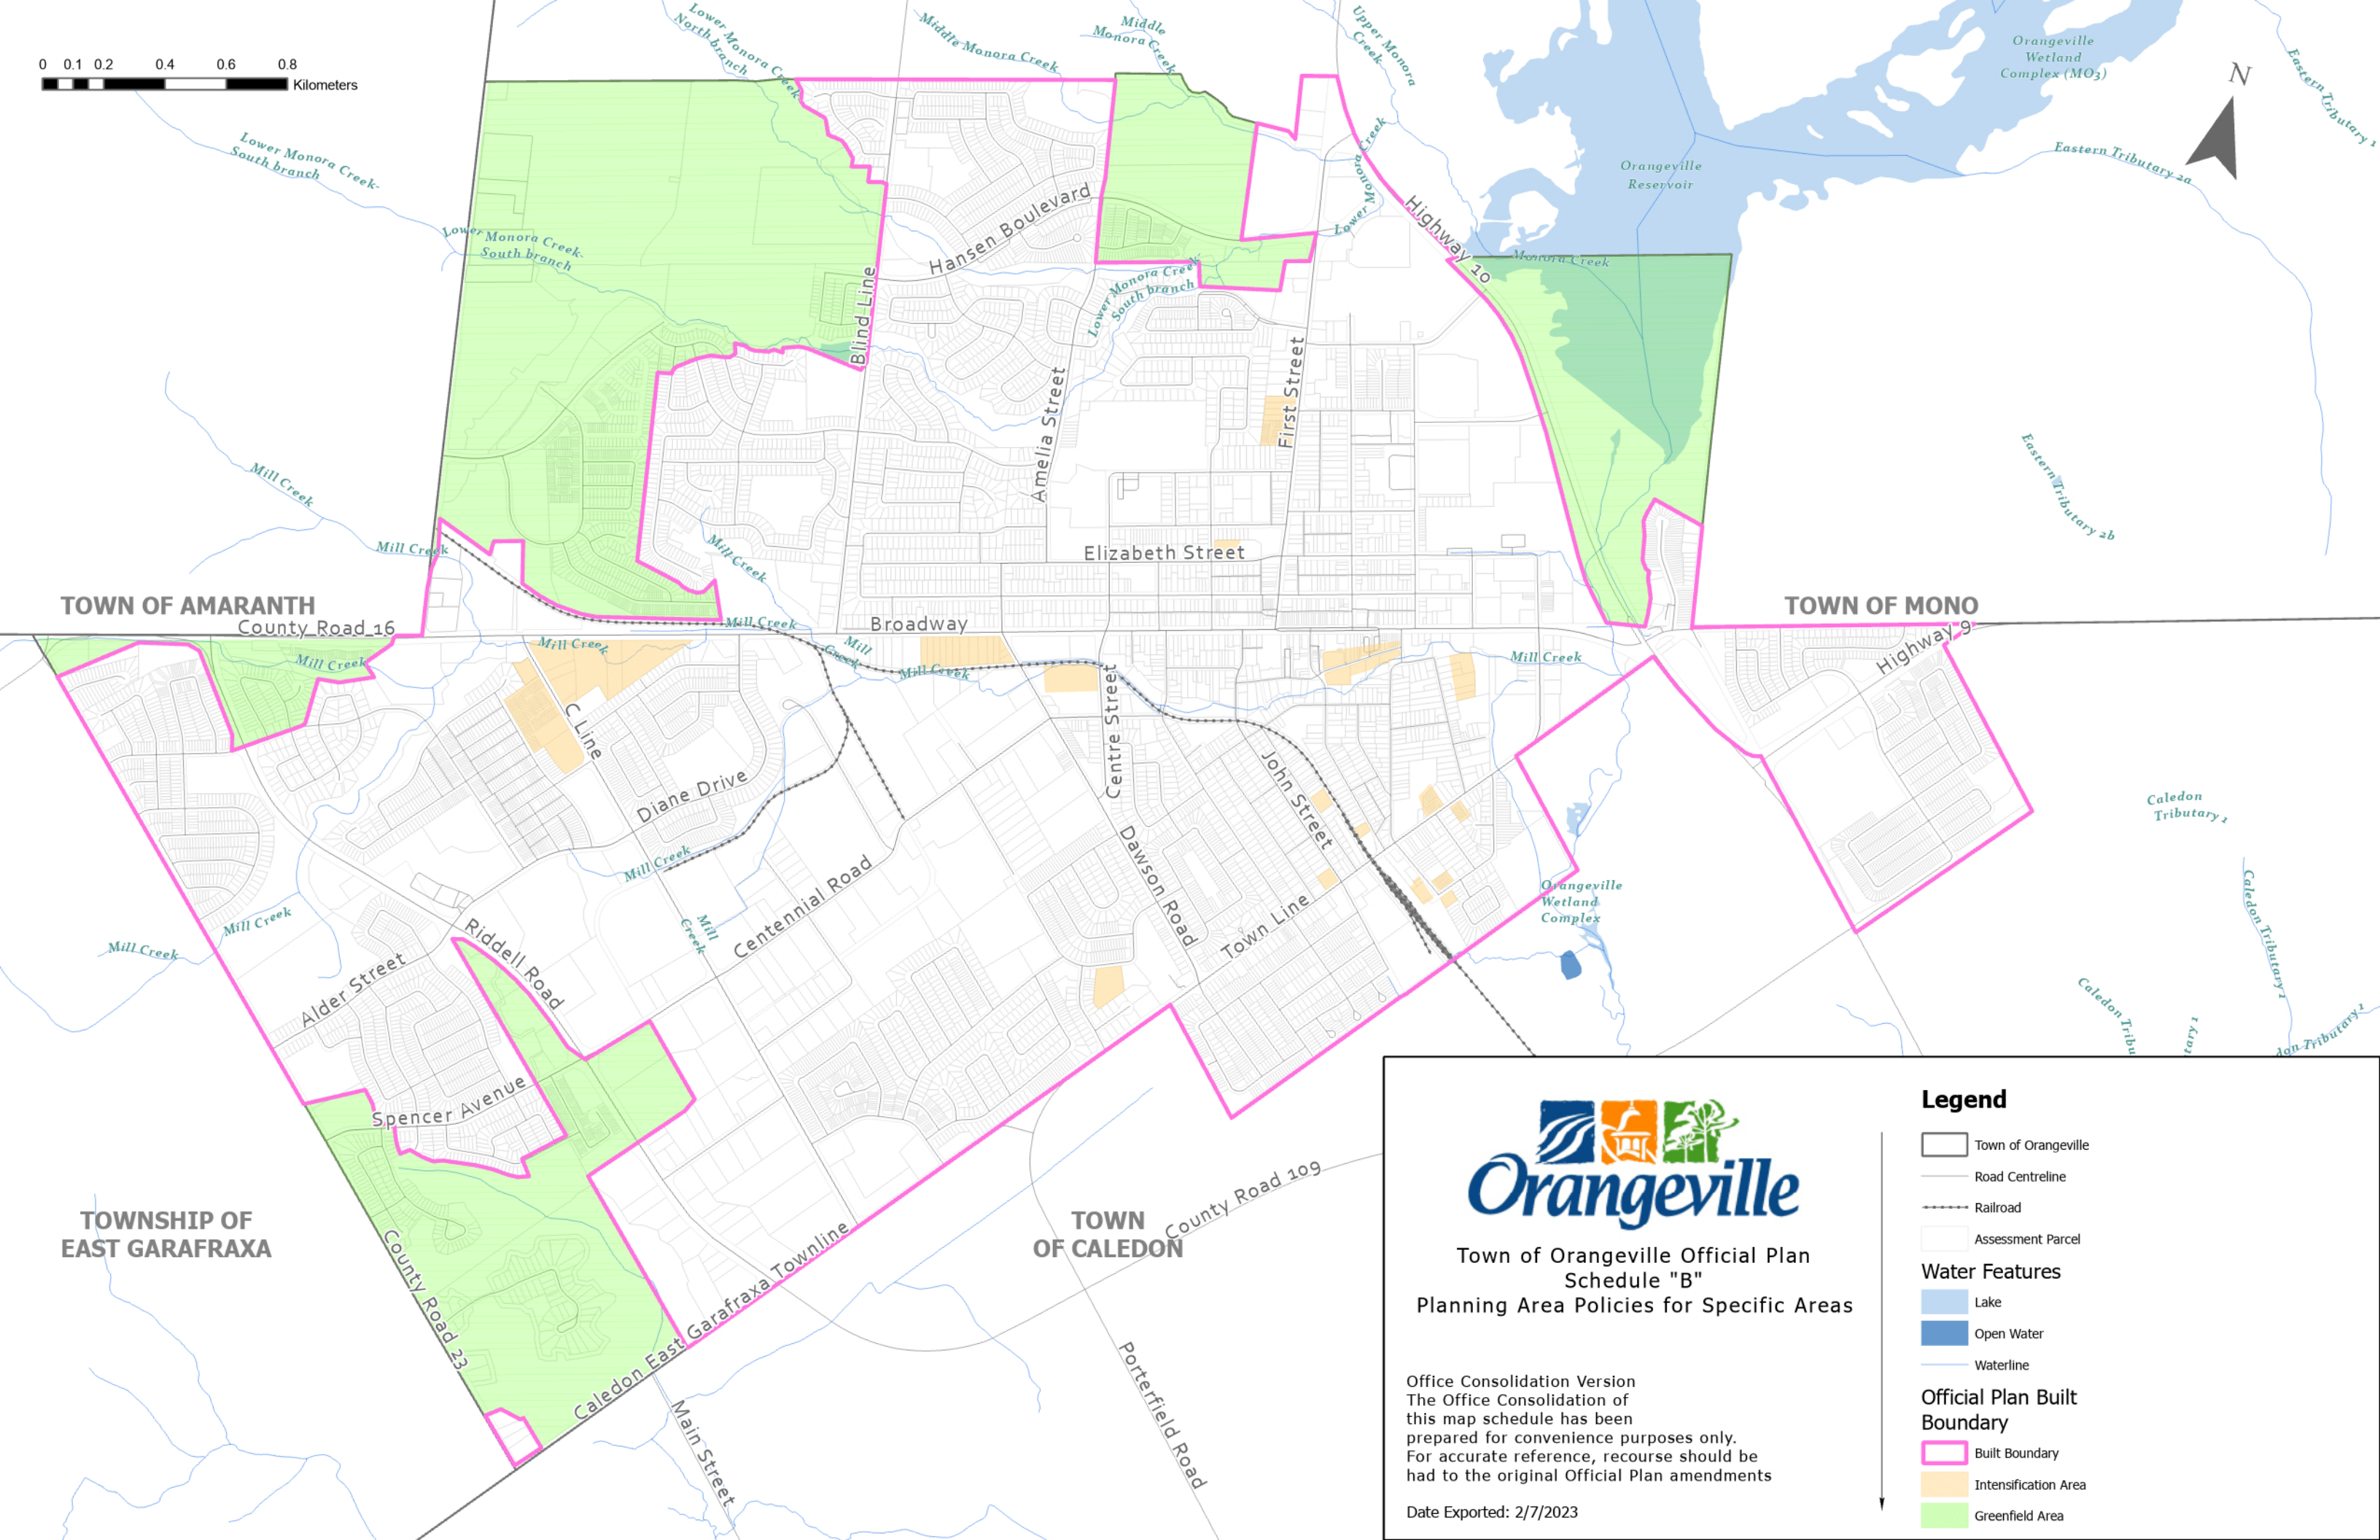 0 0.1 0.2 0.4 0.6 0.8
Kilometers
Lower Monora Creek-
North branch
Middle Monora Creek
Middle
Monora Creek
Upper Monora
Creek
Orangeville
Wetland
Complex (MO3)
Eastern Tributary 1
N
Lower Monora Creek-
South branch
Lower Monora Creek
Orangeville
Reservoir
Eastern Tributary 2a
Lower Monora Creek-
South branch
Hansen Boulevard
Highway 10
Monora Creek
Lower Monora Creek-
South branch
Blind Line
First Street
Amelia Street
Mill Creek
Eastern Tributary 2b
Mill Creek
Mill Creek
Elizabeth Street
TOWN OF AMARANTH
County Road 16
Mill Creek
Broadway
TOWN OF MONO
Highway 9
Mill Creek
Mill Creek
Mill
Creek
Mill Creek
Mill Creek
C Line
Centre Street
John Street
Diane Drive
Caledon
Tributary 1
Mill Creek
Dawson Road
Centennial Road
Town Line
Orangeville
Wetland
Complex
Mill Creek
Mill Creek
Mill
Creek
Riddell Road
Alder Street
Caledon Tributary 1
Caledon Tribu
tary 1
don Tributary 1
Spencer Avenue
TOWNSHIP OF
EAST GARAFRAXA
County Road 23
TOWN
OF CALEDON
County Road 109
Caledon East Garafraxa Townline
Main Street
Porterfield Road
Orangeville
Town of Orangeville Official Plan
Schedule "B"
Planning Area Policies for Specific Areas
Office Consolidation Version
The Office Consolidation of
this map schedule has been
prepared for convenience purposes only.
For accurate reference, recourse should be
had to the original Official Plan amendments
Date Exported: 2/7/2023
Legend
Town of Orangeville
Road Centreline
Railroad
Assessment Parcel
Water Features
Lake
Open Water
Waterline
Official Plan Built
Boundary
Built Boundary
Intensification Area
Greenfield Area